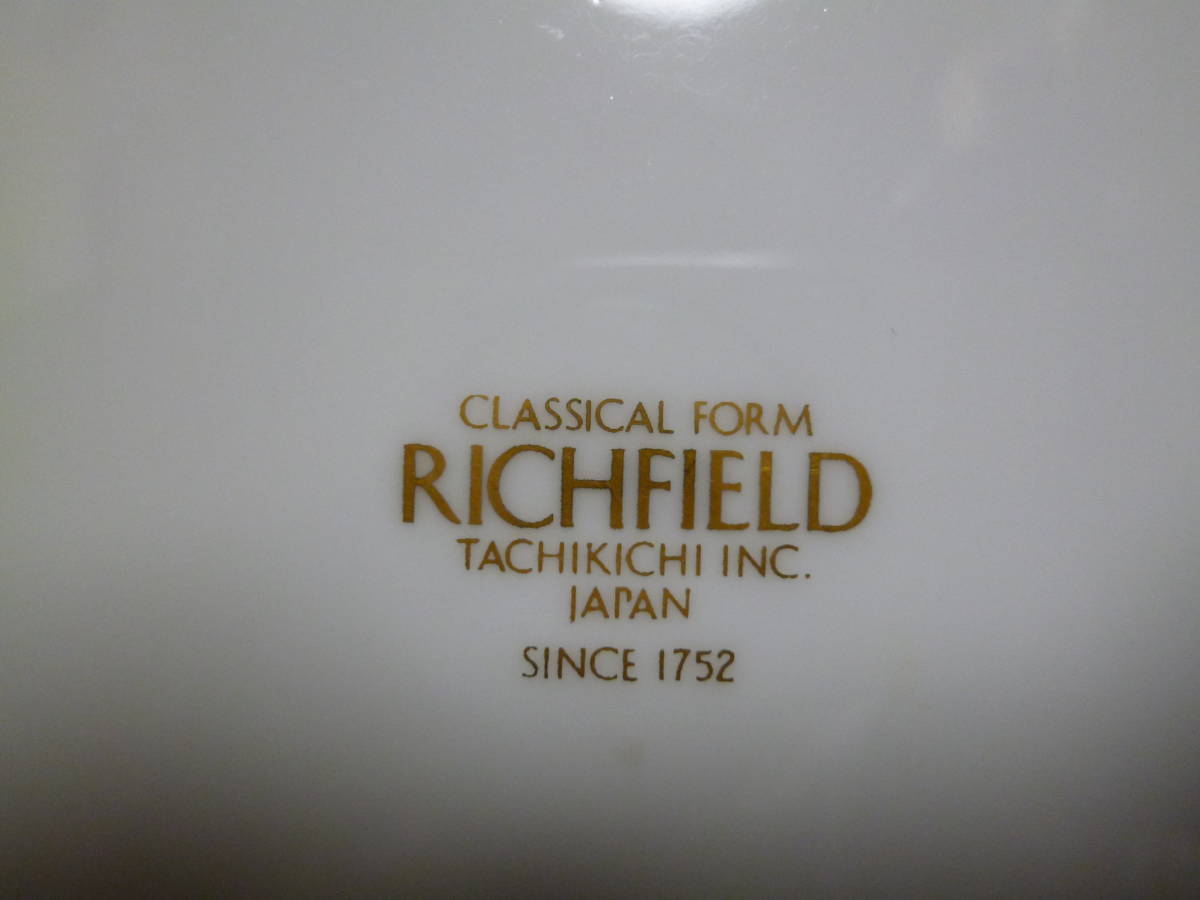 CLASSICAL FORM
RICHFIELD
TACHIKICHI INC.
JAPAN
SINCE 1752